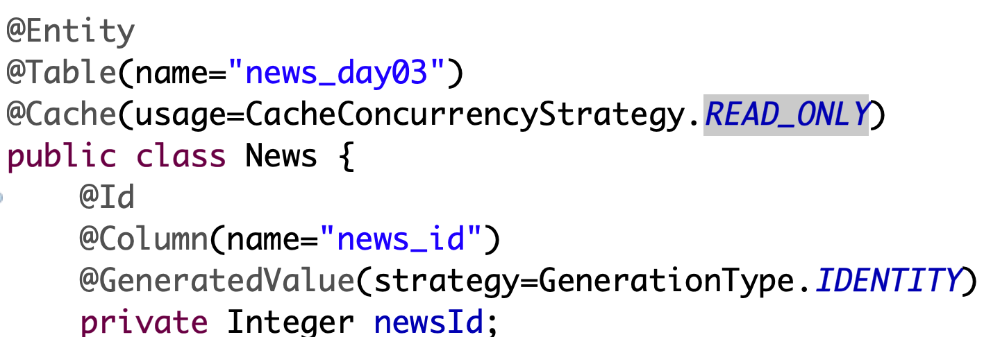 @Entity
@Table(name="news_day03")
@Cache(usage=CacheConcurrencyStrategy.READ_ONLY)
public class News {
@Id
@Column(name="news_id")
@GeneratedValue(strategy=GenerationType.IDENTITY)
private Integer newsId;